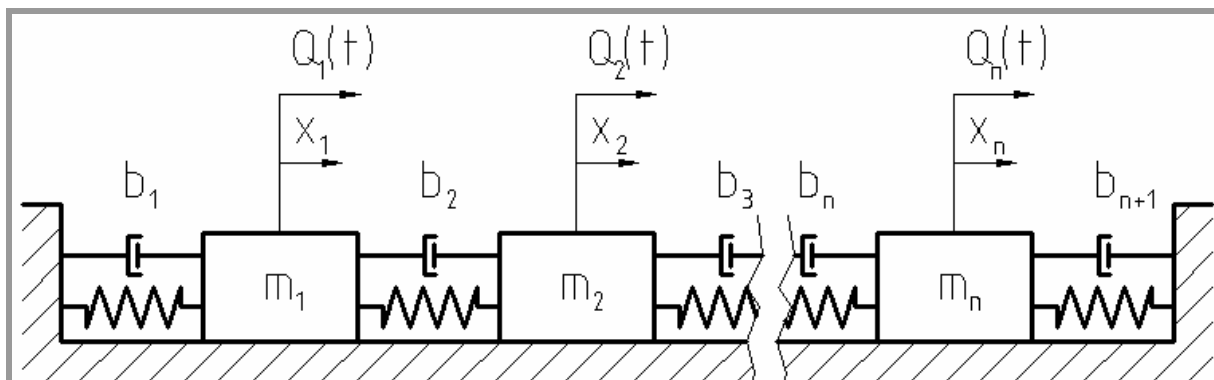 Q₁(t) Q₂(t) Qₙ(t)
x₁ x₂ xₙ
b₁ b₂ b₃ bₙ bₙ₊₁
m₁ m₂ mₙ